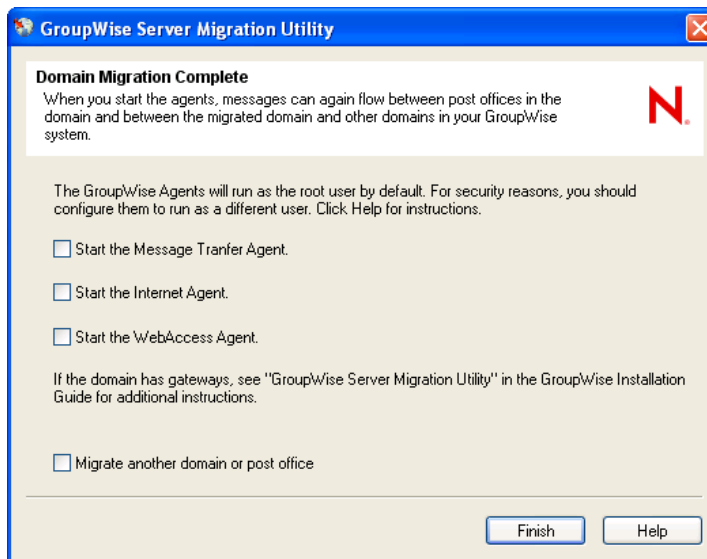 GroupWise Server Migration Utility
Domain Migration Complete
When you start the agents, messages can again flow between post offices in the
domain and between the migrated domain and other domains in your GroupWise
system.
N.
The GroupWise Agents will run as the root user by default. For security reasons, you should
configure them to run as a different user. Click Help for instructions.
Start the Message Tranfer Agent.
Start the Internet Agent.
Start the WebAccess Agent.
If the domain has gateways, see "GroupWise Server Migration Utility" in the GroupWise Installation
Guide for additional instructions.
Migrate another domain or post office
Finish
Help